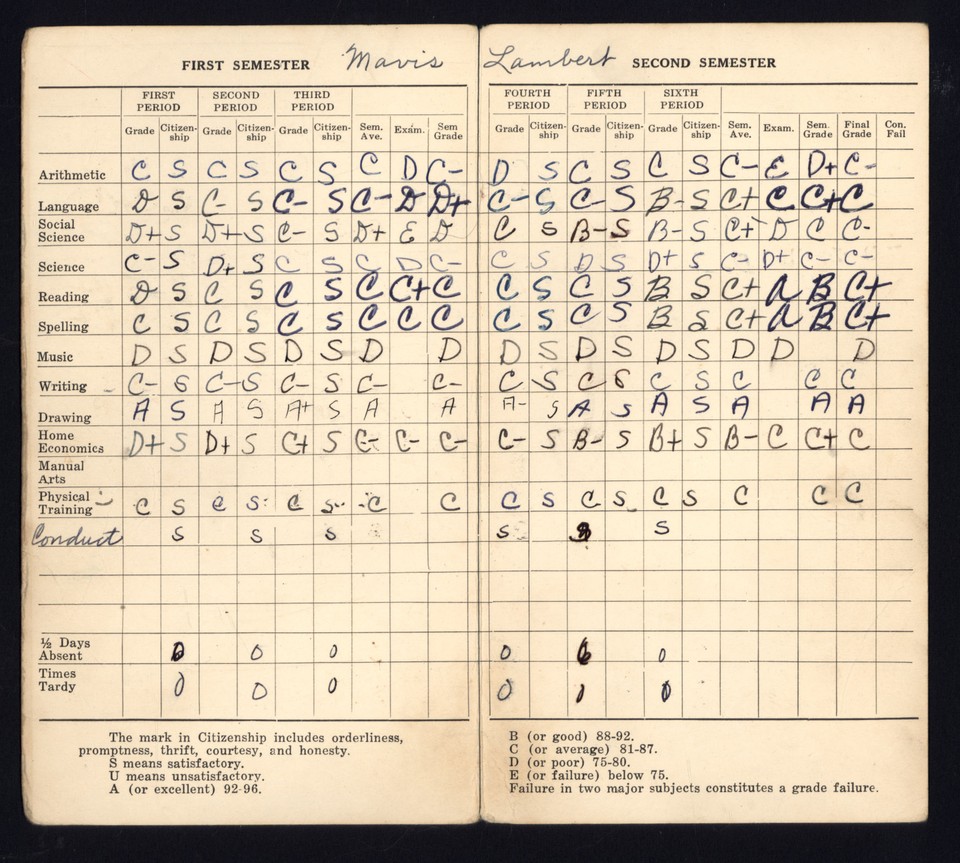 FIRST SEMESTER Mavis Lambert SECOND SEMESTER
FIRST PERIOD SECOND PERIOD THIRD PERIOD FOURTH PERIOD FIFTH PERIOD SIXTH PERIOD
Grade Citizen-ship Grade Citizen-ship Grade Citizen-ship Sem. Ave. Exam. Sem Grade Grade Citizen-ship Grade Citizen-ship Grade Citizen-ship Sem. Ave. Exam. Sem. Grade Final Grade Con. Fail
Arithmetic C S C S C S C D C- D S C S C S C- E D+ C-
Language D S C- S C- S C- D D+ C- S C- S B- S C+ C C+ C
Social Science D+ S D+ S C- S D+ E D C S B- S B- S C+ D C C-
Science C- S D+ S C S C D C- C S D S D+ S C- D+ C- C-
Reading D S C S C S C C+ C C S C S B S C+ A B C+
Spelling C S C S C S C C C C S C S B S C+ A B C+
Music D S D S D S D D D S D S D S D D D
Writing C- S C- S C- S C- C- C S C S C S C C C
Drawing A S A S A+ S A A A- S A S A S A A A
Home Economics D+ S D+ S C+ S C- C- C- C- S B- S B+ S B- C C+ C
Manual Arts
Physical Training C S C S C S C C C S C S C S C C C
Conduct S S S S S
½ Days Absent 0 0 0 0 6 0
Times Tardy 0 0 0 0 1 0
The mark in Citizenship includes orderliness,
promptness, thrift, courtesy, and honesty.
S means satisfactory.
U means unsatisfactory.
A (or excellent) 92-96.
B (or good) 88-92.
C (or average) 81-87.
D (or poor) 75-80.
E (or failure) below 75.
Failure in two major subjects constitutes a grade failure.